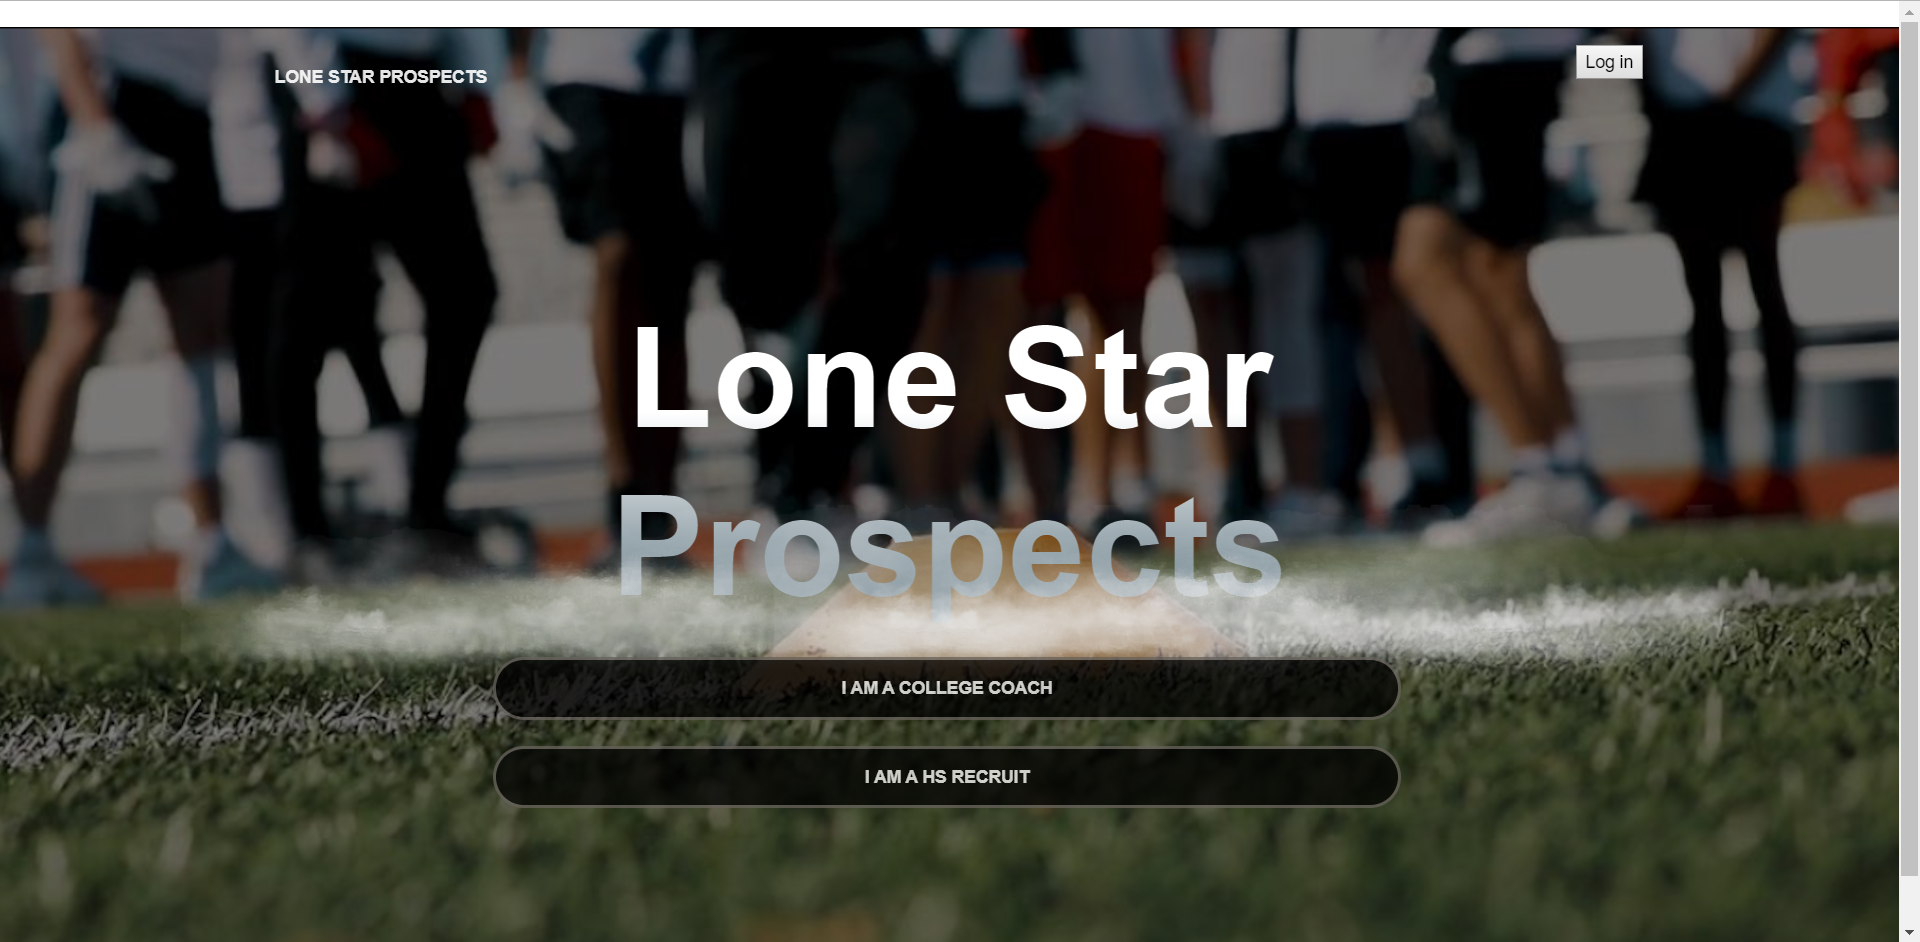 LONE STAR PROSPECTS
Log in
Lone Star
Prospects
I AM A COLLEGE COACH
I AM A HS RECRUIT